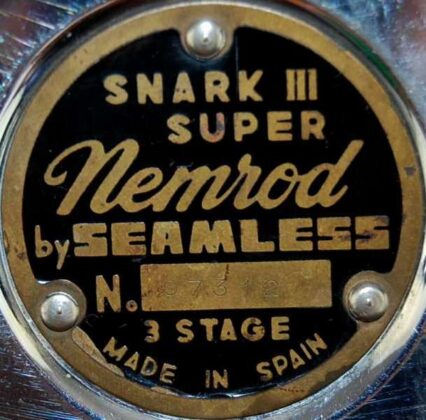 SNARK III
SUPER
Nemrod
by SEAMLESS
N.
3 STAGE
MADE IN SPAIN